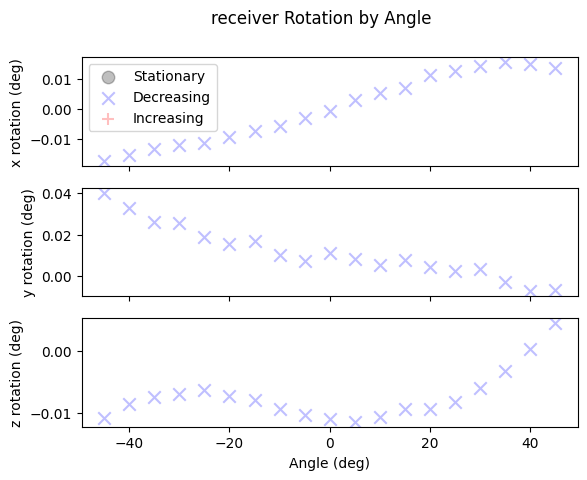 receiver Rotation by Angle
x rotation (deg)
0.01
0.00
−0.01
Stationary
Decreasing
Increasing
y rotation (deg)
0.04
0.02
0.00
z rotation (deg)
0.00
−0.01
−40 −20 0 20 40
Angle (deg)